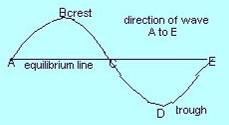 Bcrest
direction of wave
A to E
A
equilibrium line
C
E
D
trough